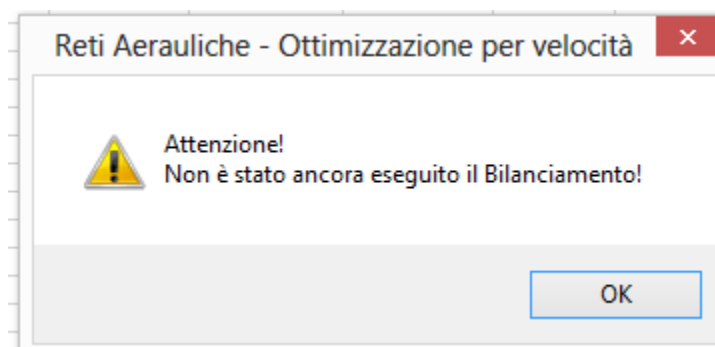 Reti Aerauliche - Ottimizzazione per velocità
Attenzione!
Non è stato ancora eseguito il Bilanciamento!
OK